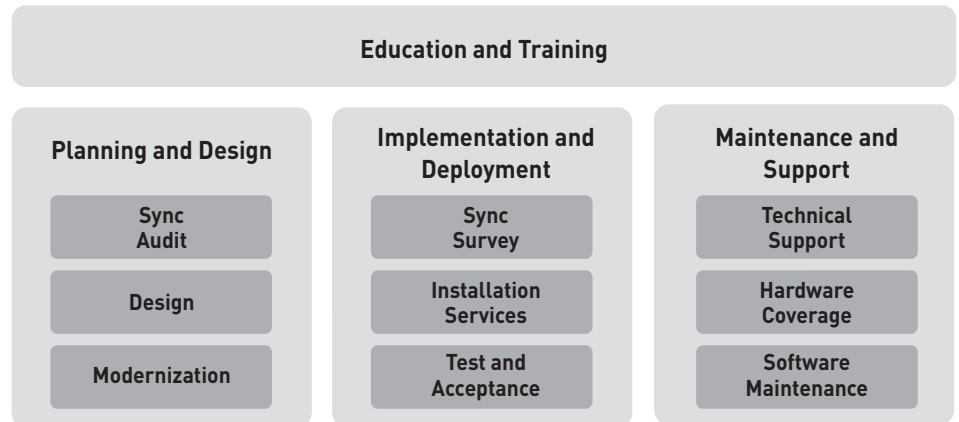 Education and Training
Planning and Design
Sync
Audit
Design
Modernization
Implementation and
Deployment
Sync
Survey
Installation
Services
Test and
Acceptance
Maintenance and
Support
Technical
Support
Hardware
Coverage
Software
Maintenance